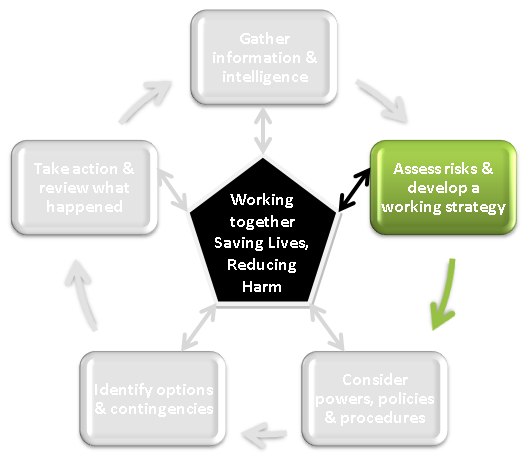 Gather
information &
intelligence
Assess risks &
develop a
working strategy
Consider
powers, policies
& procedures
Identify options
& contingencies
Take action &
review what
happened
Working
together
Saving Lives,
Reducing
Harm